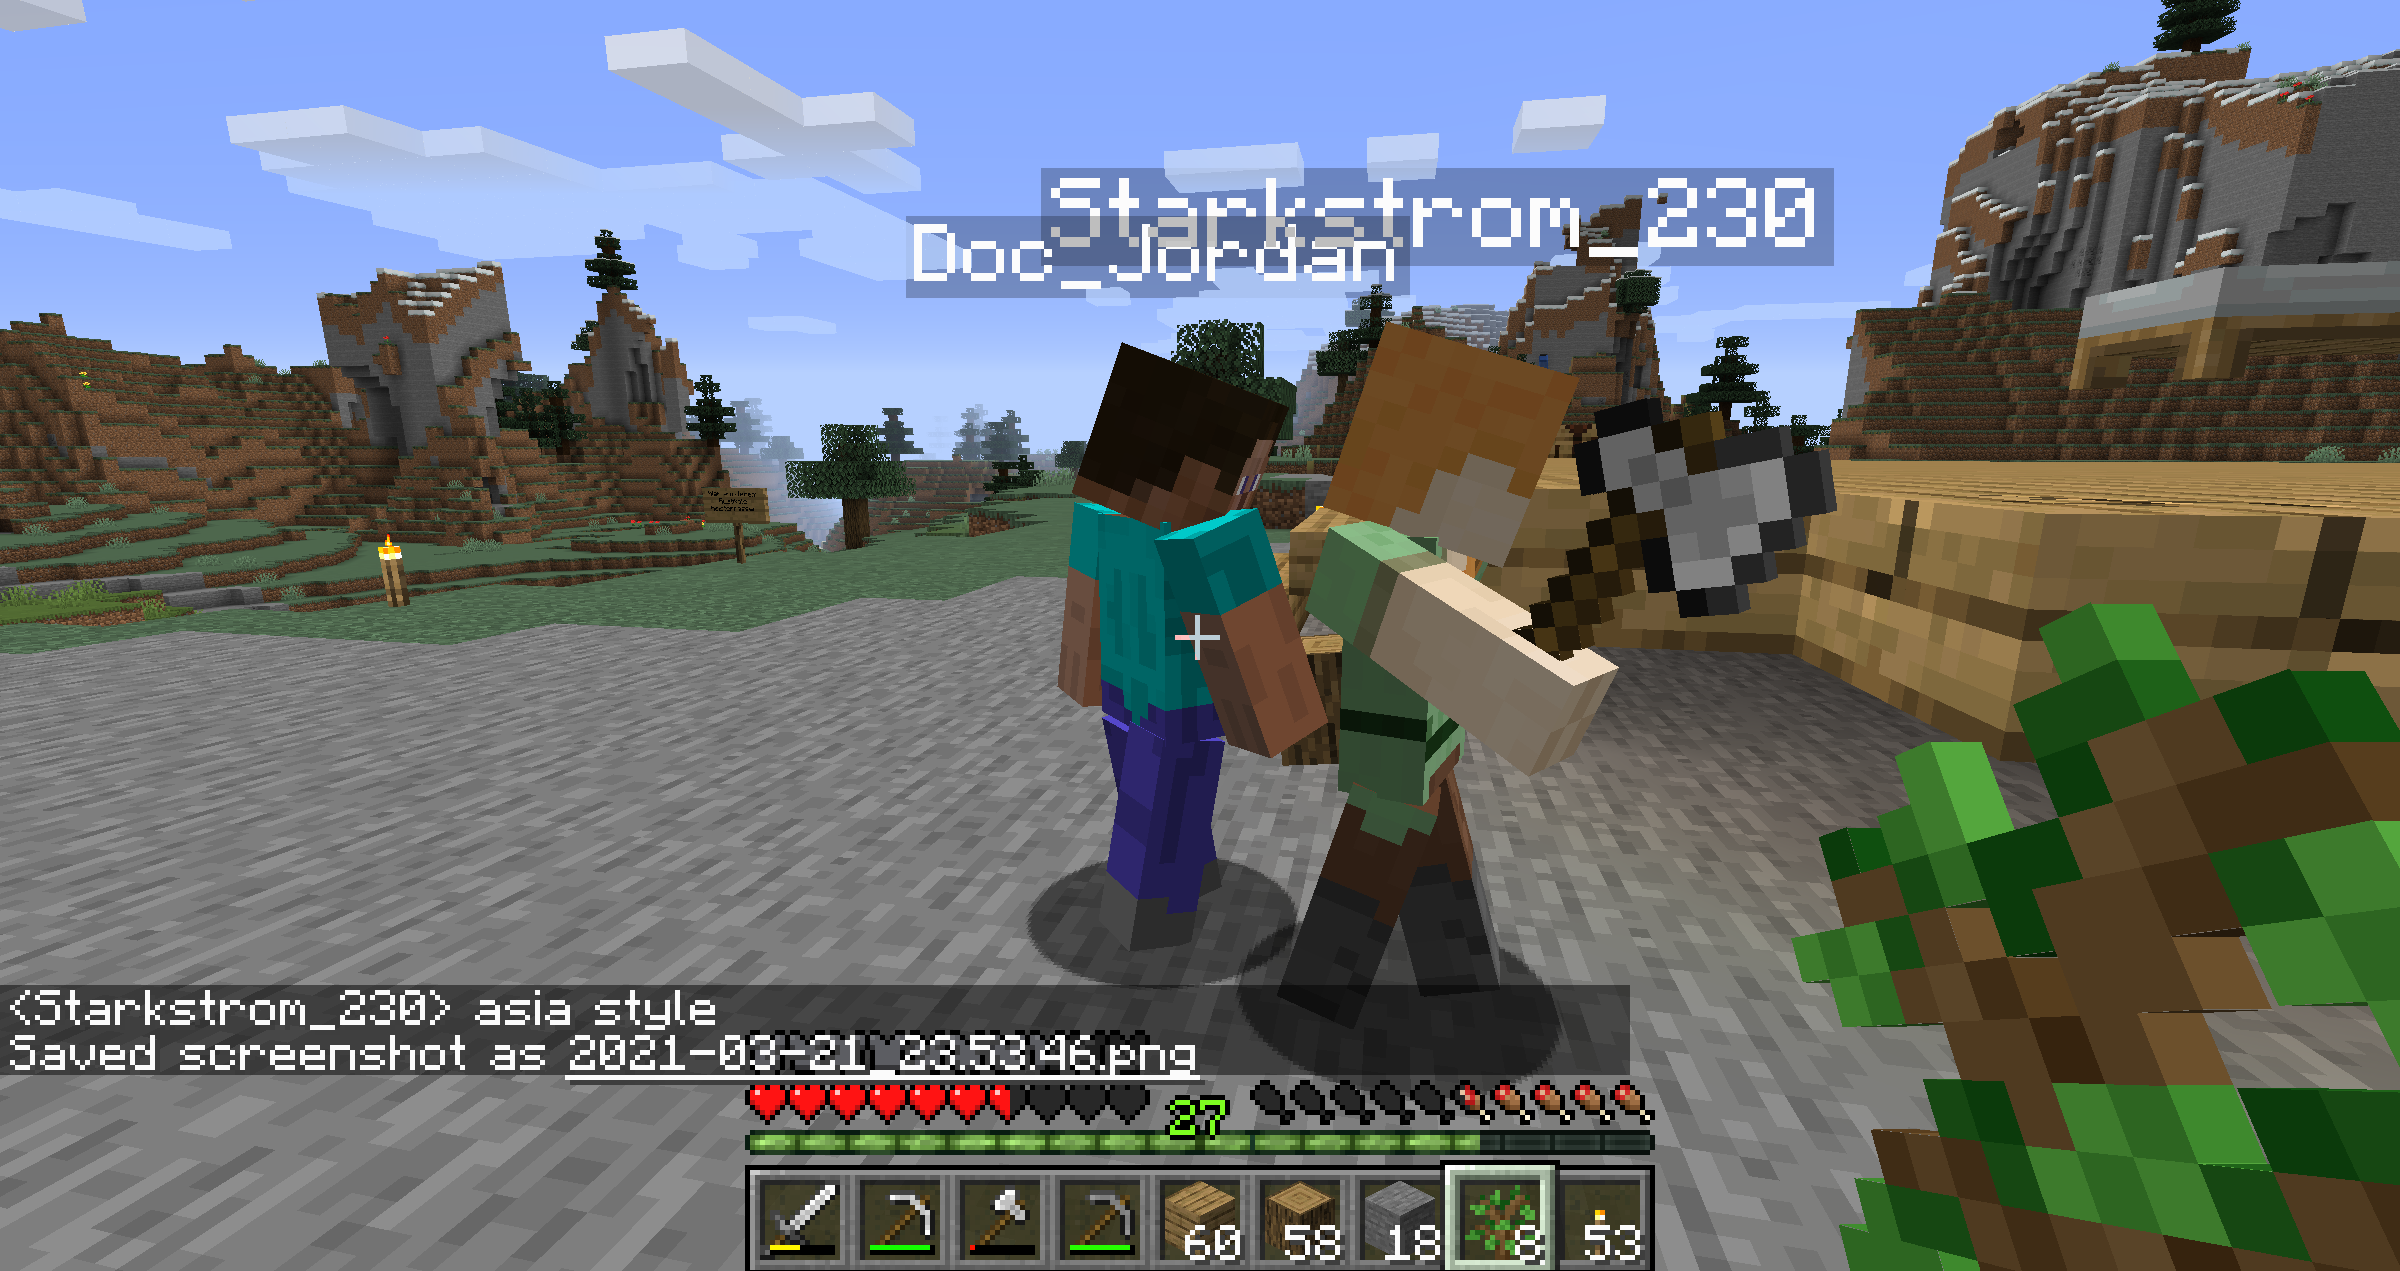 Starkstrom_230
Doc_Jordan
<Starkstrom_230> asia style
Saved screenshot as 2021-03-21_23.53.46.png
27
60
58
18
8
53